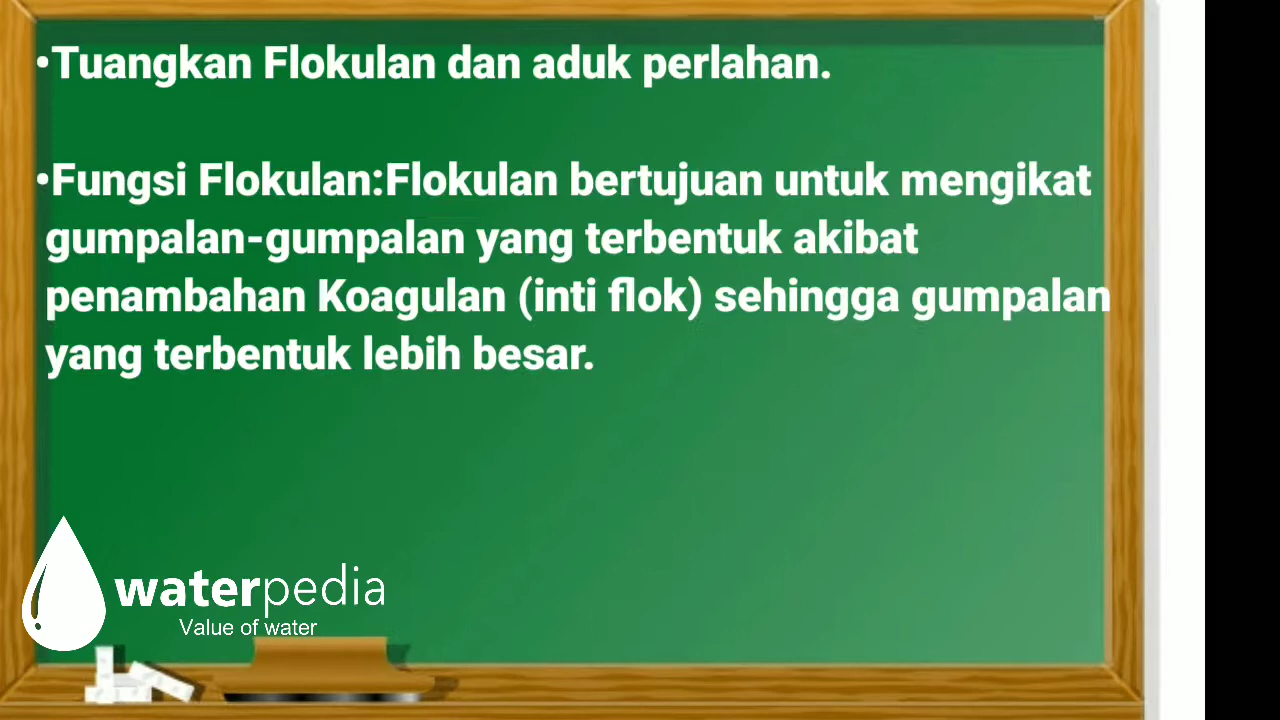 •Tuangkan Flokulan dan aduk perlahan.
•Fungsi Flokulan:Flokulan bertujuan untuk mengikat
gumpalan-gumpalan yang terbentuk akibat
penambahan Koagulan (inti flok) sehingga gumpalan
yang terbentuk lebih besar.
waterpedia
Value of water